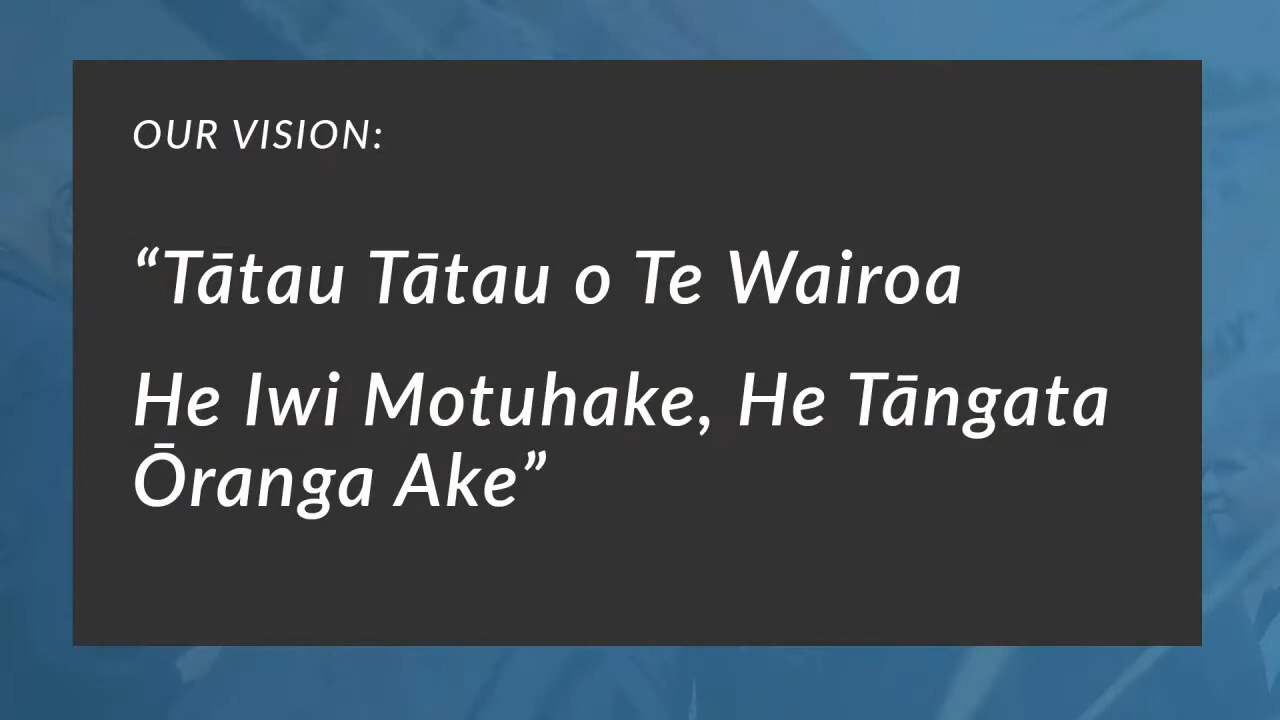 OUR VISION:
“Tātau Tātau o Te Wairoa
He Iwi Motuhake, He Tāngata
Ōranga Ake”